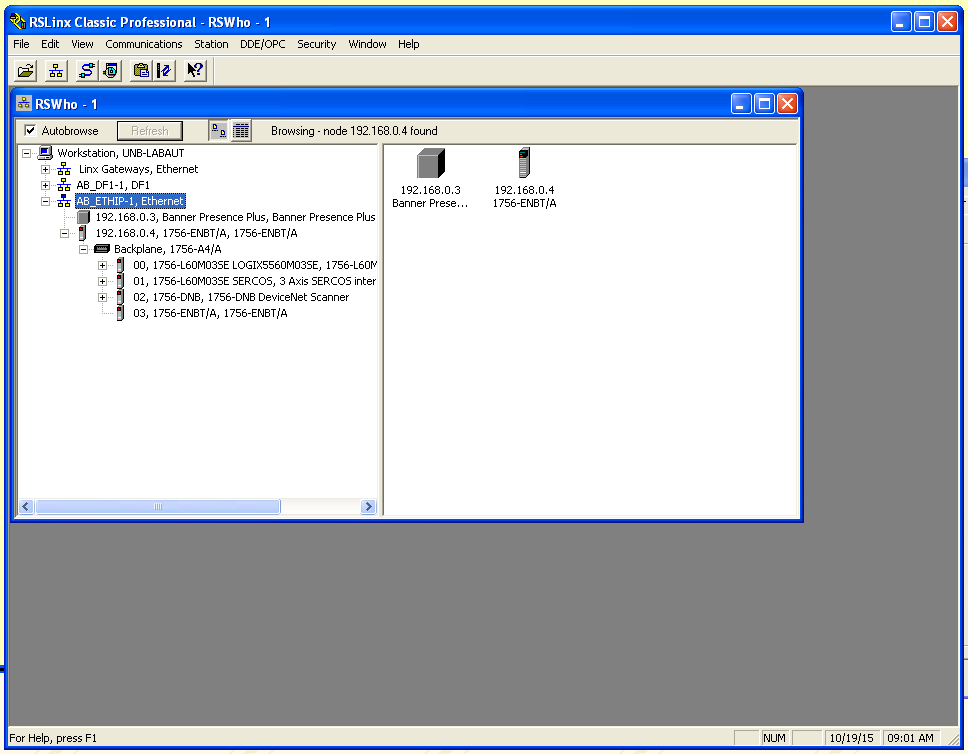 RSLinx Classic Professional - RSWho - 1
File Edit View Communications Station DDE/OPC Security Window Help
RSWho - 1
Autobrowse Refresh Browsing - node 192.168.0.4 found
Workstation, UNB-LABAUT
Linx Gateways, Ethernet
AB_DF1-1, DF1
AB_ETHIP-1, Ethernet
192.168.0.3, Banner Presence Plus, Banner Presence Plus
192.168.0.4, 1756-ENBT/A, 1756-ENBT/A
Backplane, 1756-A4/A
00, 1756-L60M03SE LOGIX5560M03SE, 1756-L60M
01, 1756-L60M03SE SERCOS, 3 Axis SERCOS inter
02, 1756-DNB, 1756-DNB DeviceNet Scanner
03, 1756-ENBT/A, 1756-ENBT/A
192.168.0.3
Banner Prese...
192.168.0.4
1756-ENBT/A
For Help, press F1 NUM 10/19/15 09:01 AM